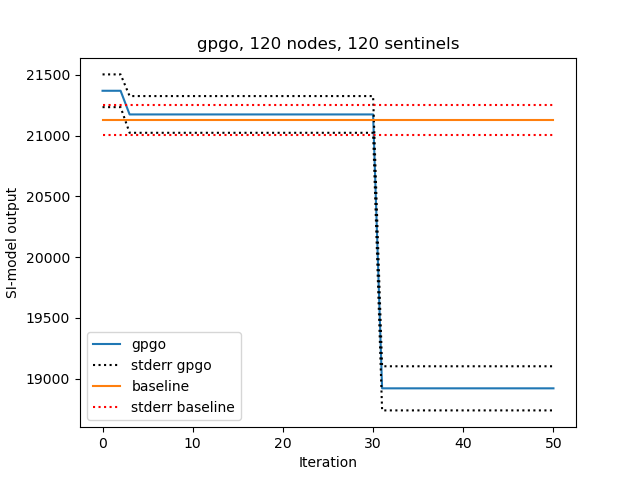 gpgo, 120 nodes, 120 sentinels
21500
21000
20500
20000
19500
19000
SI-model output
gpgo
stderr gpgo
baseline
stderr baseline
0 10 20 30 40 50
Iteration